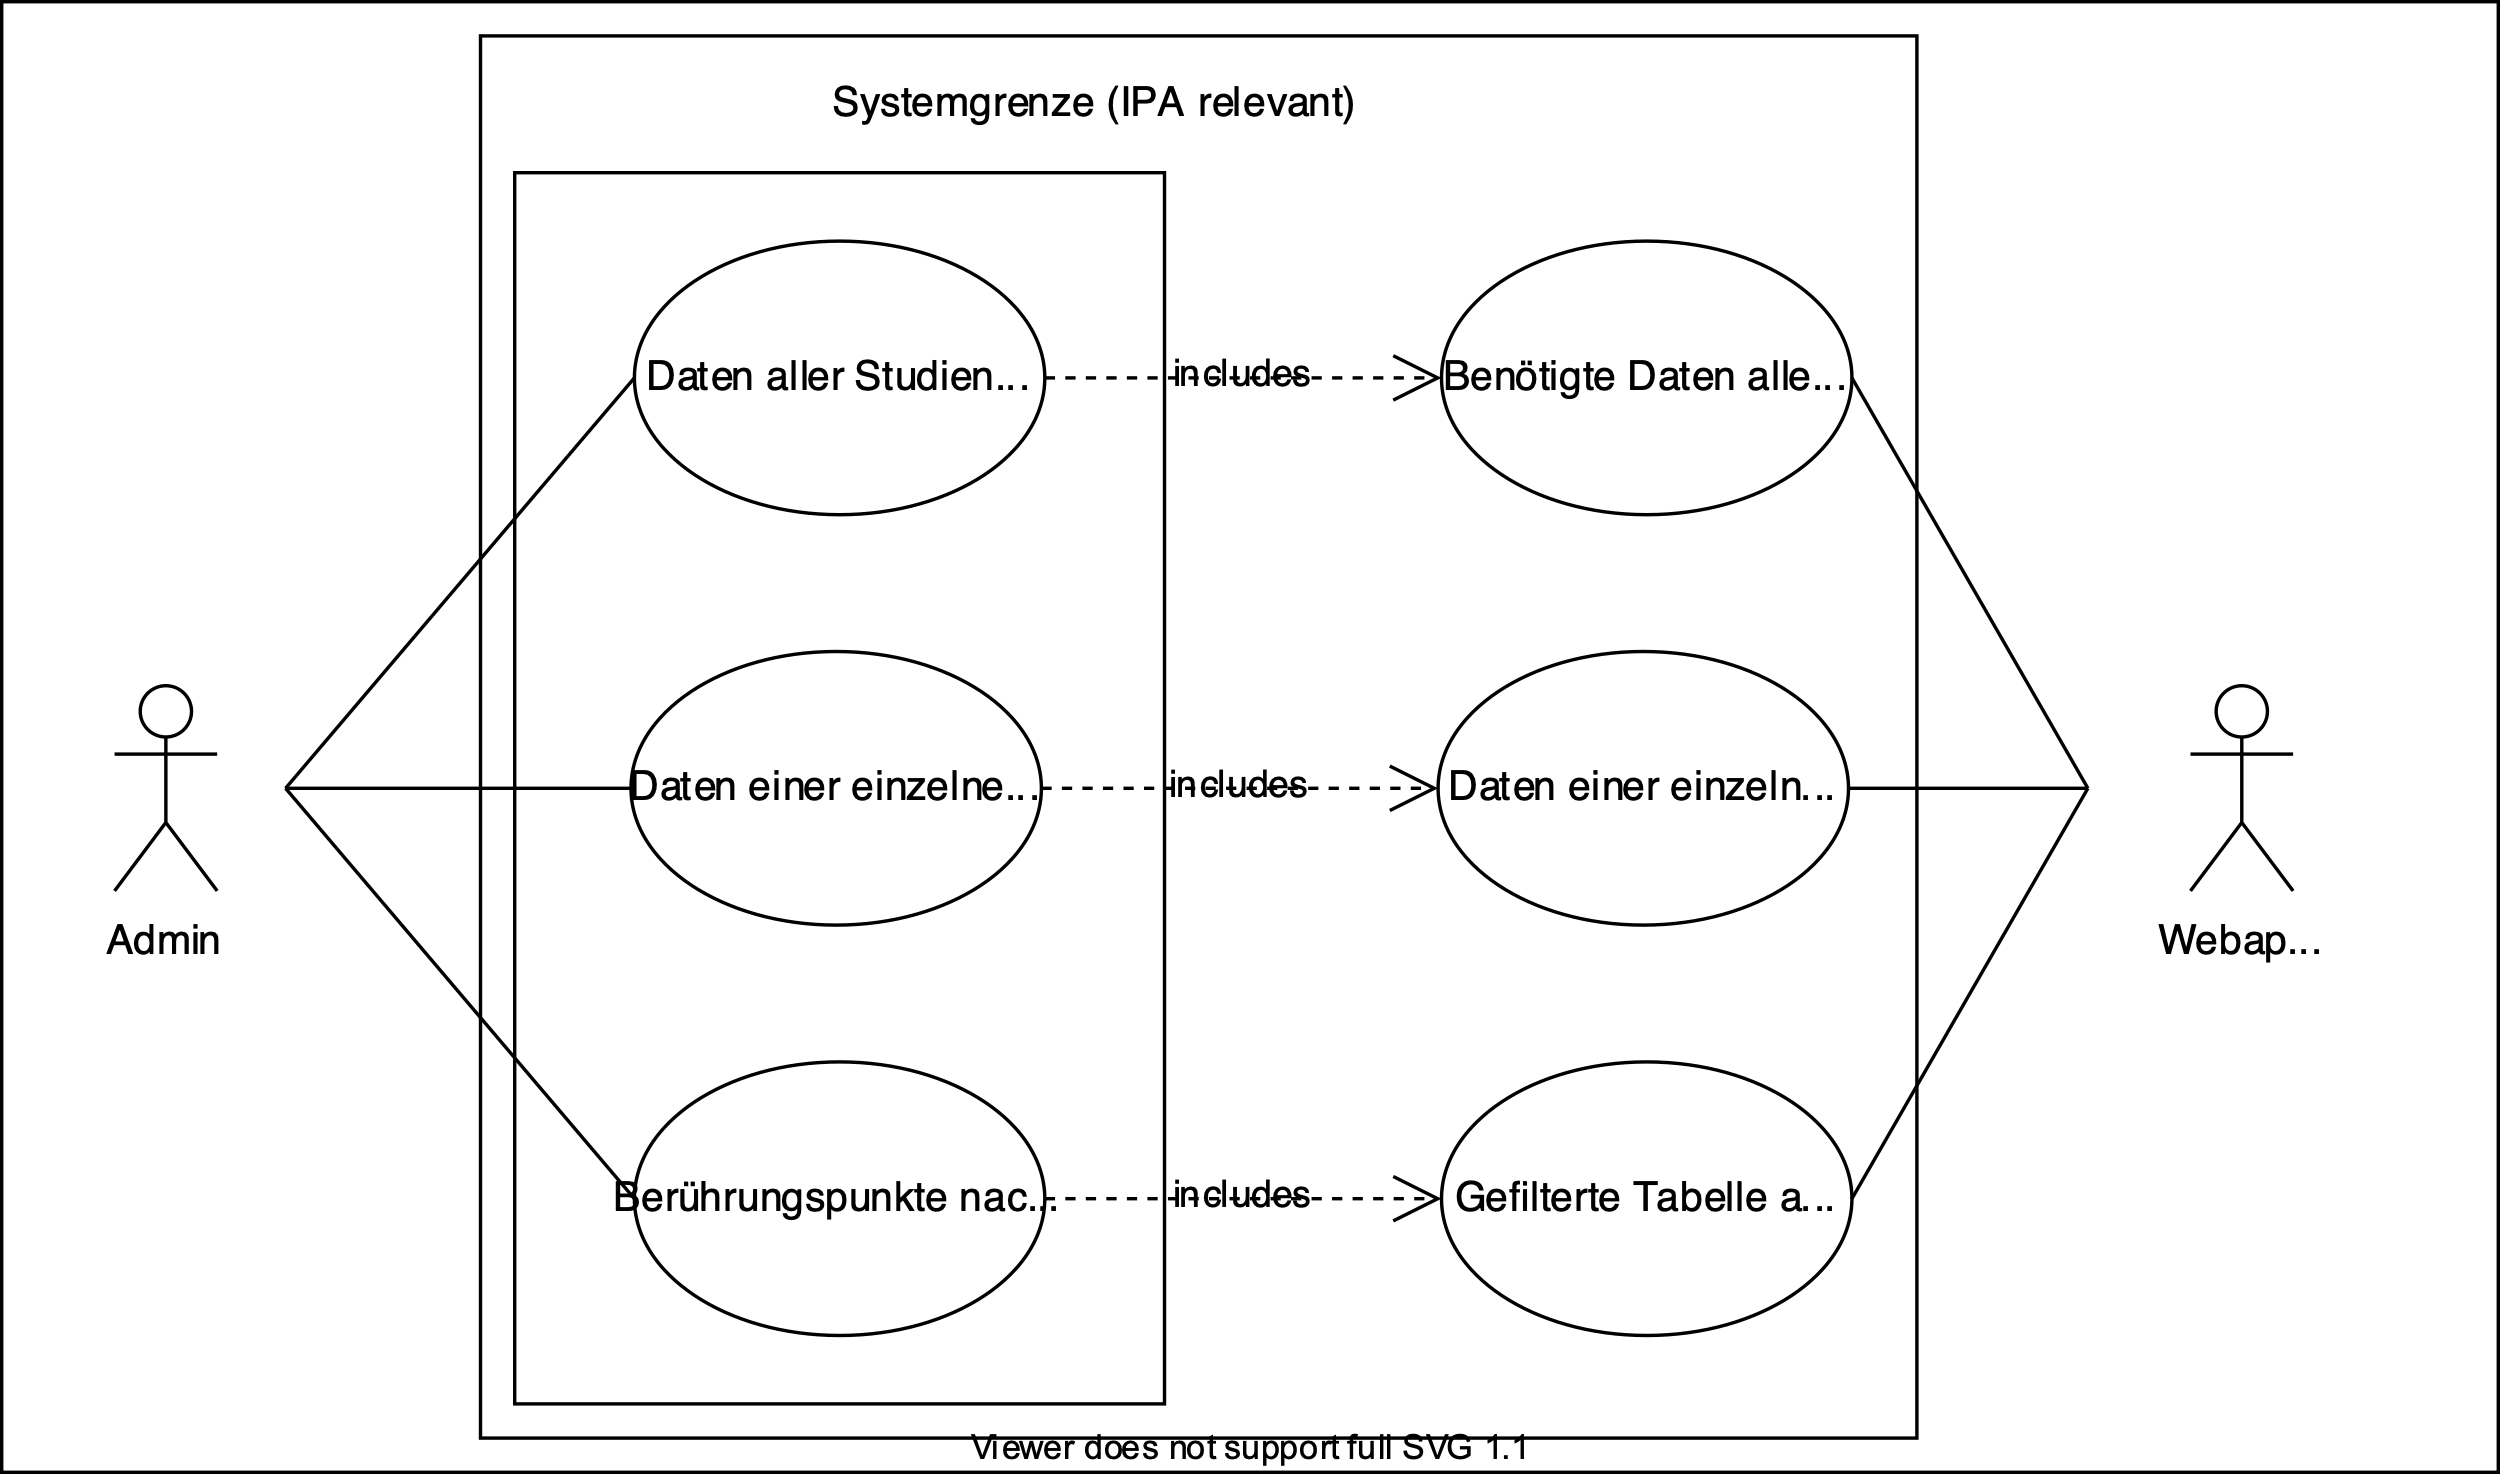 Systemgrenze (IPA relevant)
Daten aller Studien...
includes
Benötigte Daten alle...
Daten einer einzelne...
includes
Daten einer einzeln...
Admin
Webap...
Berührungspunkte nac...
includes
Gefilterte Tabelle a...
Viewer does not support full SVG 1.1